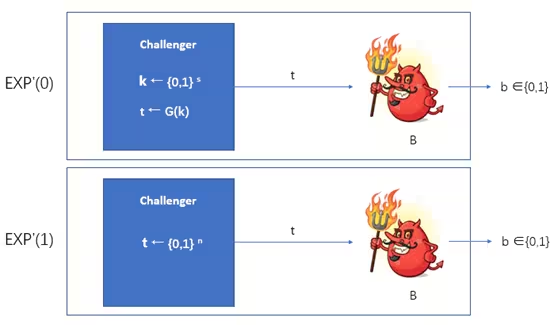 EXP'(0)
Challenger
k ← {0,1} s
t ← G(k)
t
B
b ∈{0,1}
EXP'(1)
Challenger
t ← {0,1} n
t
B
b ∈{0,1}